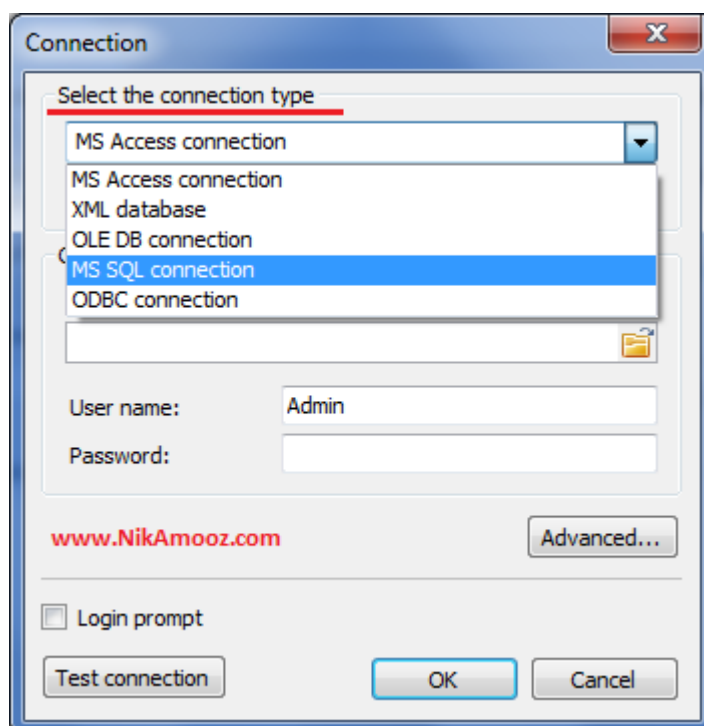 Connection
Select the connection type
MS Access connection
MS Access connection
XML database
OLE DB connection
MS SQL connection
ODBC connection
User name:
Admin
Password:
www.NikAmooz.com
Advanced...
Login prompt
Test connection
OK
Cancel